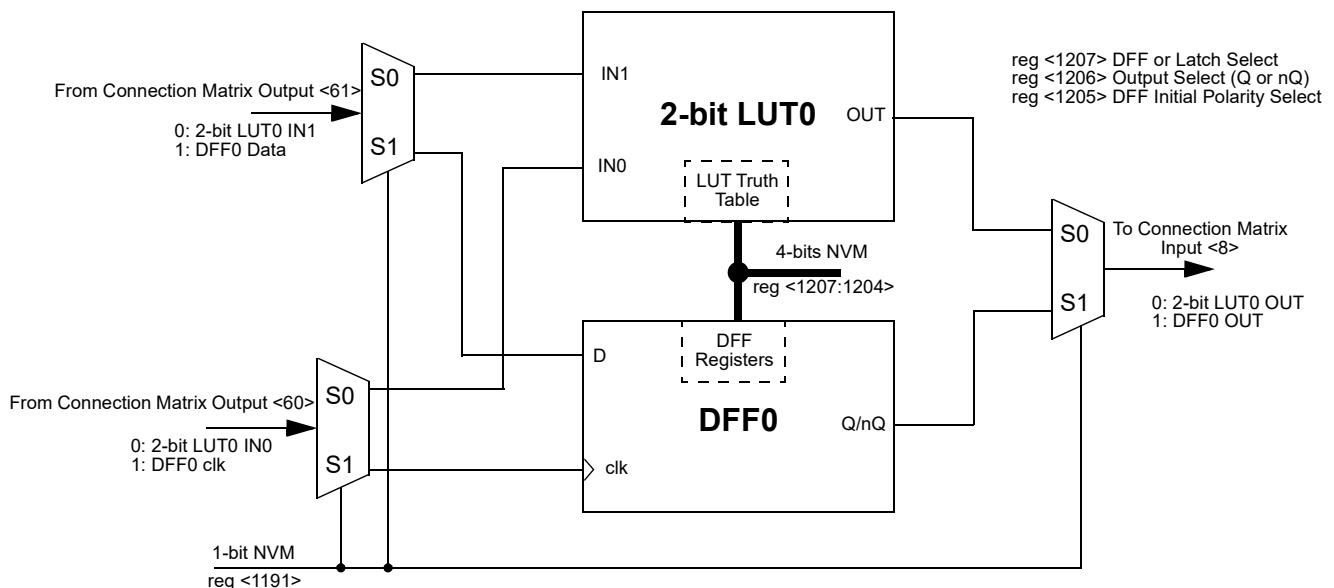 From Connection Matrix Output <61>
0: 2-bit LUT0 IN1
1: DFF0 Data
S0
S1
IN1
IN0
2-bit LUT0
OUT
LUT Truth
Table
reg <1207> DFF or Latch Select
reg <1206> Output Select (Q or nQ)
reg <1205> DFF Initial Polarity Select
4-bits NVM
reg <1207:1204>
S0
S1
To Connection Matrix
Input <8>
0: 2-bit LUT0 OUT
1: DFF0 OUT
From Connection Matrix Output <60>
0: 2-bit LUT0 IN0
1: DFF0 clk
S0
S1
D
clk
DFF
Registers
DFF0
Q/nQ
1-bit NVM
reg <1191>